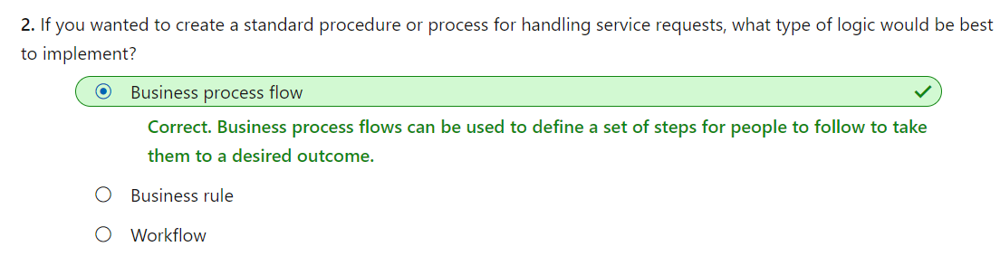 2. If you wanted to create a standard procedure or process for handling service requests, what type of logic would be best
to implement?
Business process flow
Correct. Business process flows can be used to define a set of steps for people to follow to take
them to a desired outcome.
Business rule
Workflow